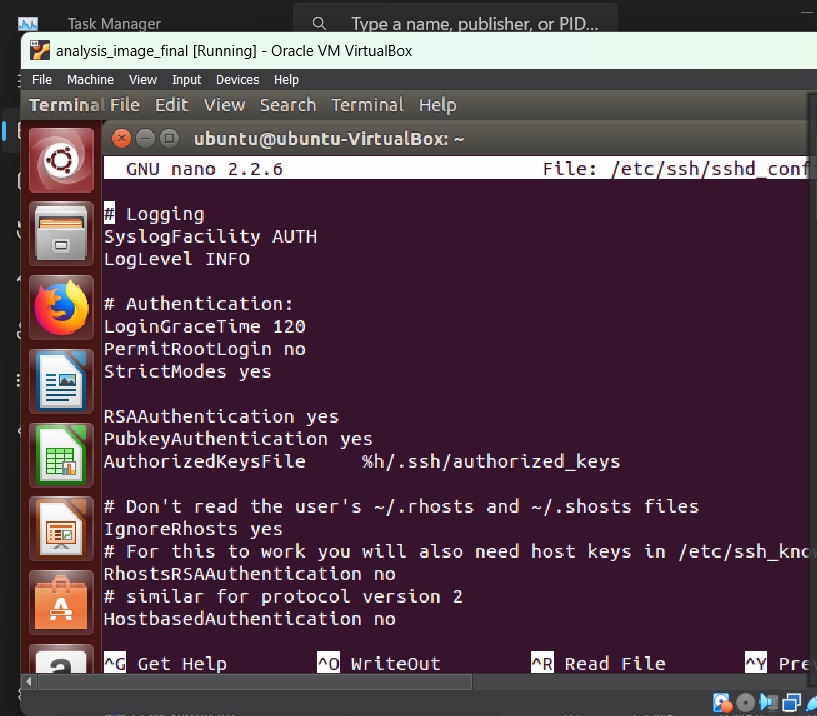 Task Manager
Type a name, publisher, or PID...
analysis_image_final [Running] - Oracle VM VirtualBox
File Machine View Input Devices Help
Terminal File Edit View Search Terminal Help
ubuntu@ubuntu-VirtualBox: ~
GNU nano 2.2.6 File: /etc/ssh/sshd_conf
# Logging
SyslogFacility AUTH
LogLevel INFO
# Authentication:
LoginGraceTime 120
PermitRootLogin no
StrictModes yes
RSAAuthentication yes
PubkeyAuthentication yes
AuthorizedKeysFile %h/.ssh/authorized_keys
# Don't read the user's ~/.rhosts and ~/.shosts files
IgnoreRhosts yes
# For this to work you will also need host keys in /etc/ssh_kno
RhostsRSAAuthentication no
# similar for protocol version 2
HostbasedAuthentication no
^G Get Help ^O WriteOut ^R Read File ^Y Pre